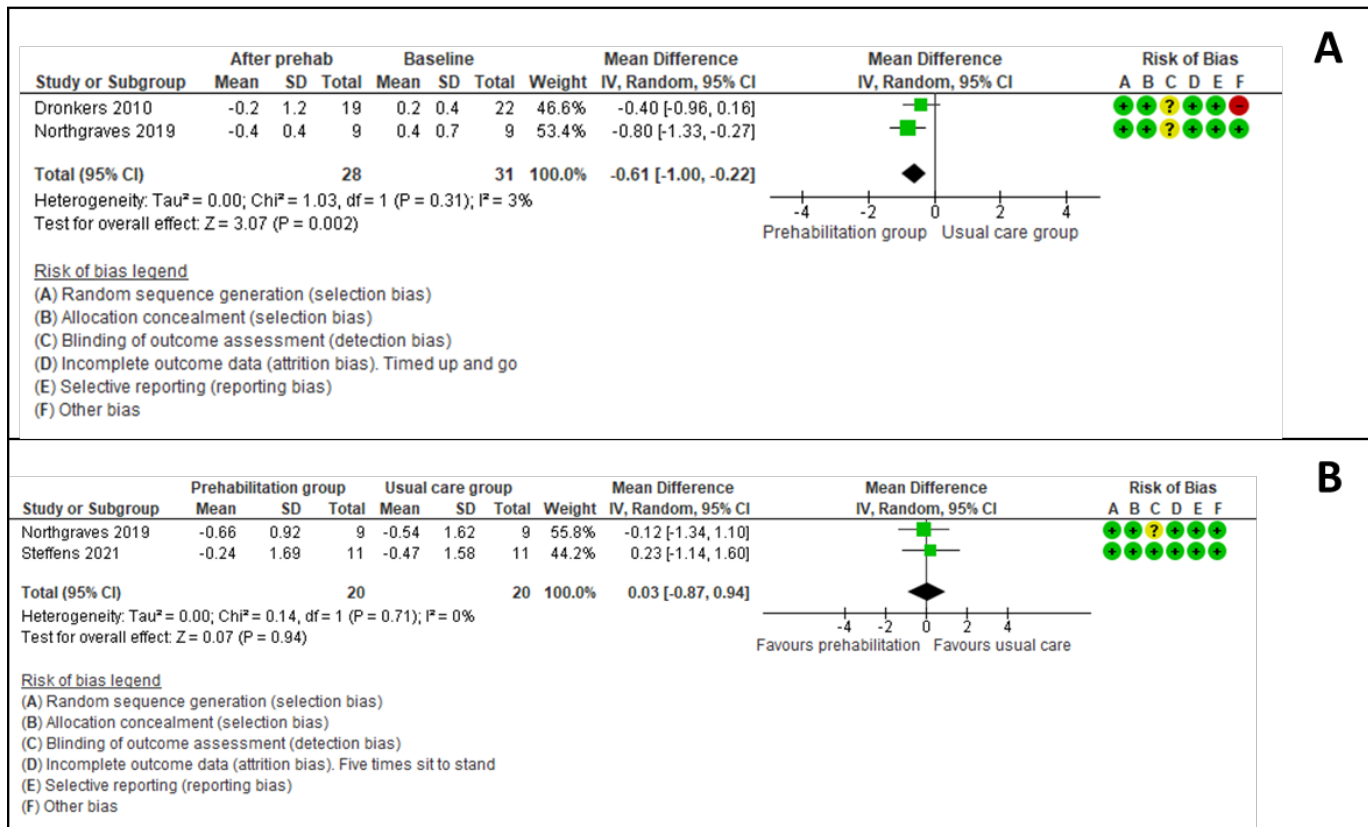 A
After prehab Baseline Mean Difference Mean Difference Risk of Bias
Study or Subgroup Mean SD Total Mean SD Total Weight IV, Random, 95% CI IV, Random, 95% CI A B C D E F
Dronkers 2010 -0.2 1.2 19 0.2 0.4 22 46.6% -0.40 [-0.96, 0.16] + + ? + + −
Northgraves 2019 -0.4 0.4 9 0.4 0.7 9 53.4% -0.80 [-1.33, -0.27] + + ? + + +
Total (95% CI) 28 31 100.0% -0.61 [-1.00, -0.22]
Heterogeneity: Tau² = 0.00; Chi² = 1.03, df = 1 (P = 0.31); I² = 3%
Test for overall effect: Z = 3.07 (P = 0.002)
-4 -2 0 2 4
Prehabilitation group Usual care group
Risk of bias legend
(A) Random sequence generation (selection bias)
(B) Allocation concealment (selection bias)
(C) Blinding of outcome assessment (detection bias)
(D) Incomplete outcome data (attrition bias). Timed up and go
(E) Selective reporting (reporting bias)
(F) Other bias
B
Prehabilitation group Usual care group Mean Difference Mean Difference Risk of Bias
Study or Subgroup Mean SD Total Mean SD Total Weight IV, Random, 95% CI IV, Random, 95% CI A B C D E F
Northgraves 2019 -0.66 0.92 9 -0.54 1.62 9 55.8% -0.12 [-1.34, 1.10] + + ? + + +
Steffens 2021 -0.24 1.69 11 -0.47 1.58 11 44.2% 0.23 [-1.14, 1.60] + + + + + +
Total (95% CI) 20 20 100.0% 0.03 [-0.87, 0.94]
Heterogeneity: Tau² = 0.00; Chi² = 0.14, df = 1 (P = 0.71); I² = 0%
Test for overall effect: Z = 0.07 (P = 0.94)
-4 -2 0 2 4
Favours prehabilitation Favours usual care
Risk of bias legend
(A) Random sequence generation (selection bias)
(B) Allocation concealment (selection bias)
(C) Blinding of outcome assessment (detection bias)
(D) Incomplete outcome data (attrition bias). Five times sit to stand
(E) Selective reporting (reporting bias)
(F) Other bias